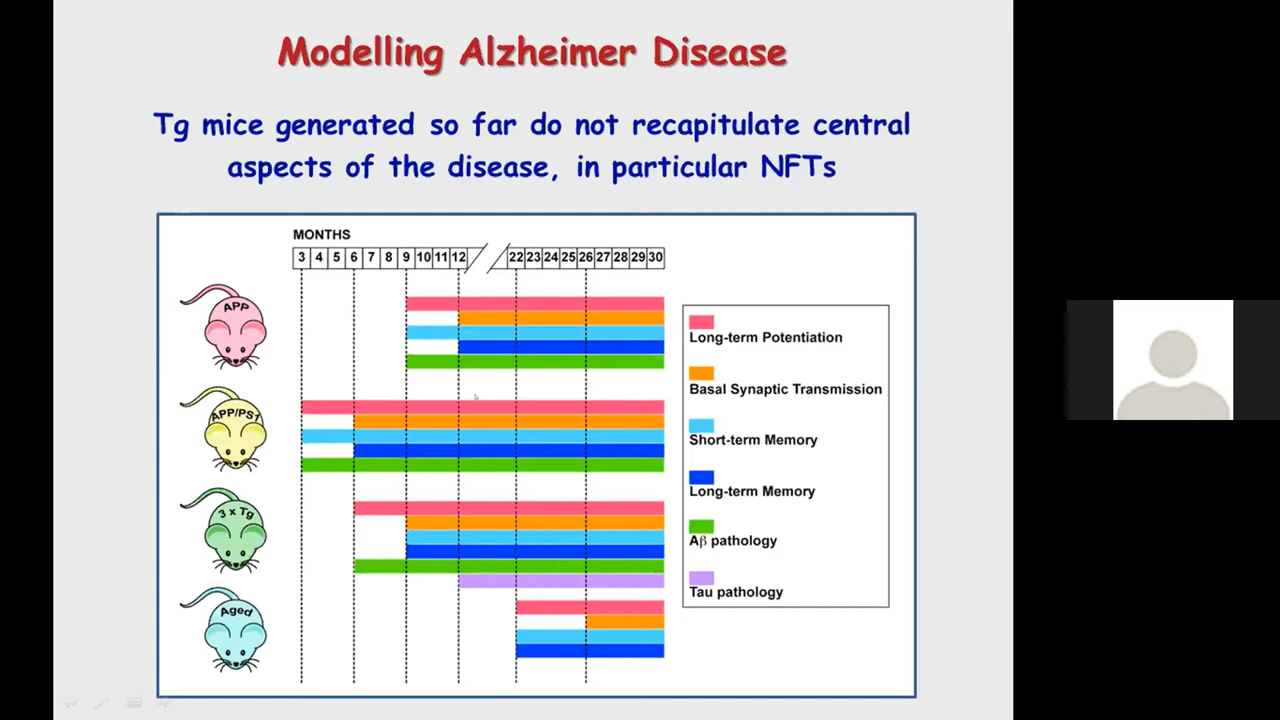 Modelling Alzheimer Disease
Tg mice generated so far do not recapitulate central
aspects of the disease, in particular NFTs
MONTHS
3 4 5 6 7 8 9 10 11 12 22 23 24 25 26 27 28 29 30
APP
APP/PS1
3 x Tg
Aged
Long-term Potentiation
Basal Synaptic Transmission
Short-term Memory
Long-term Memory
Aβ pathology
Tau pathology